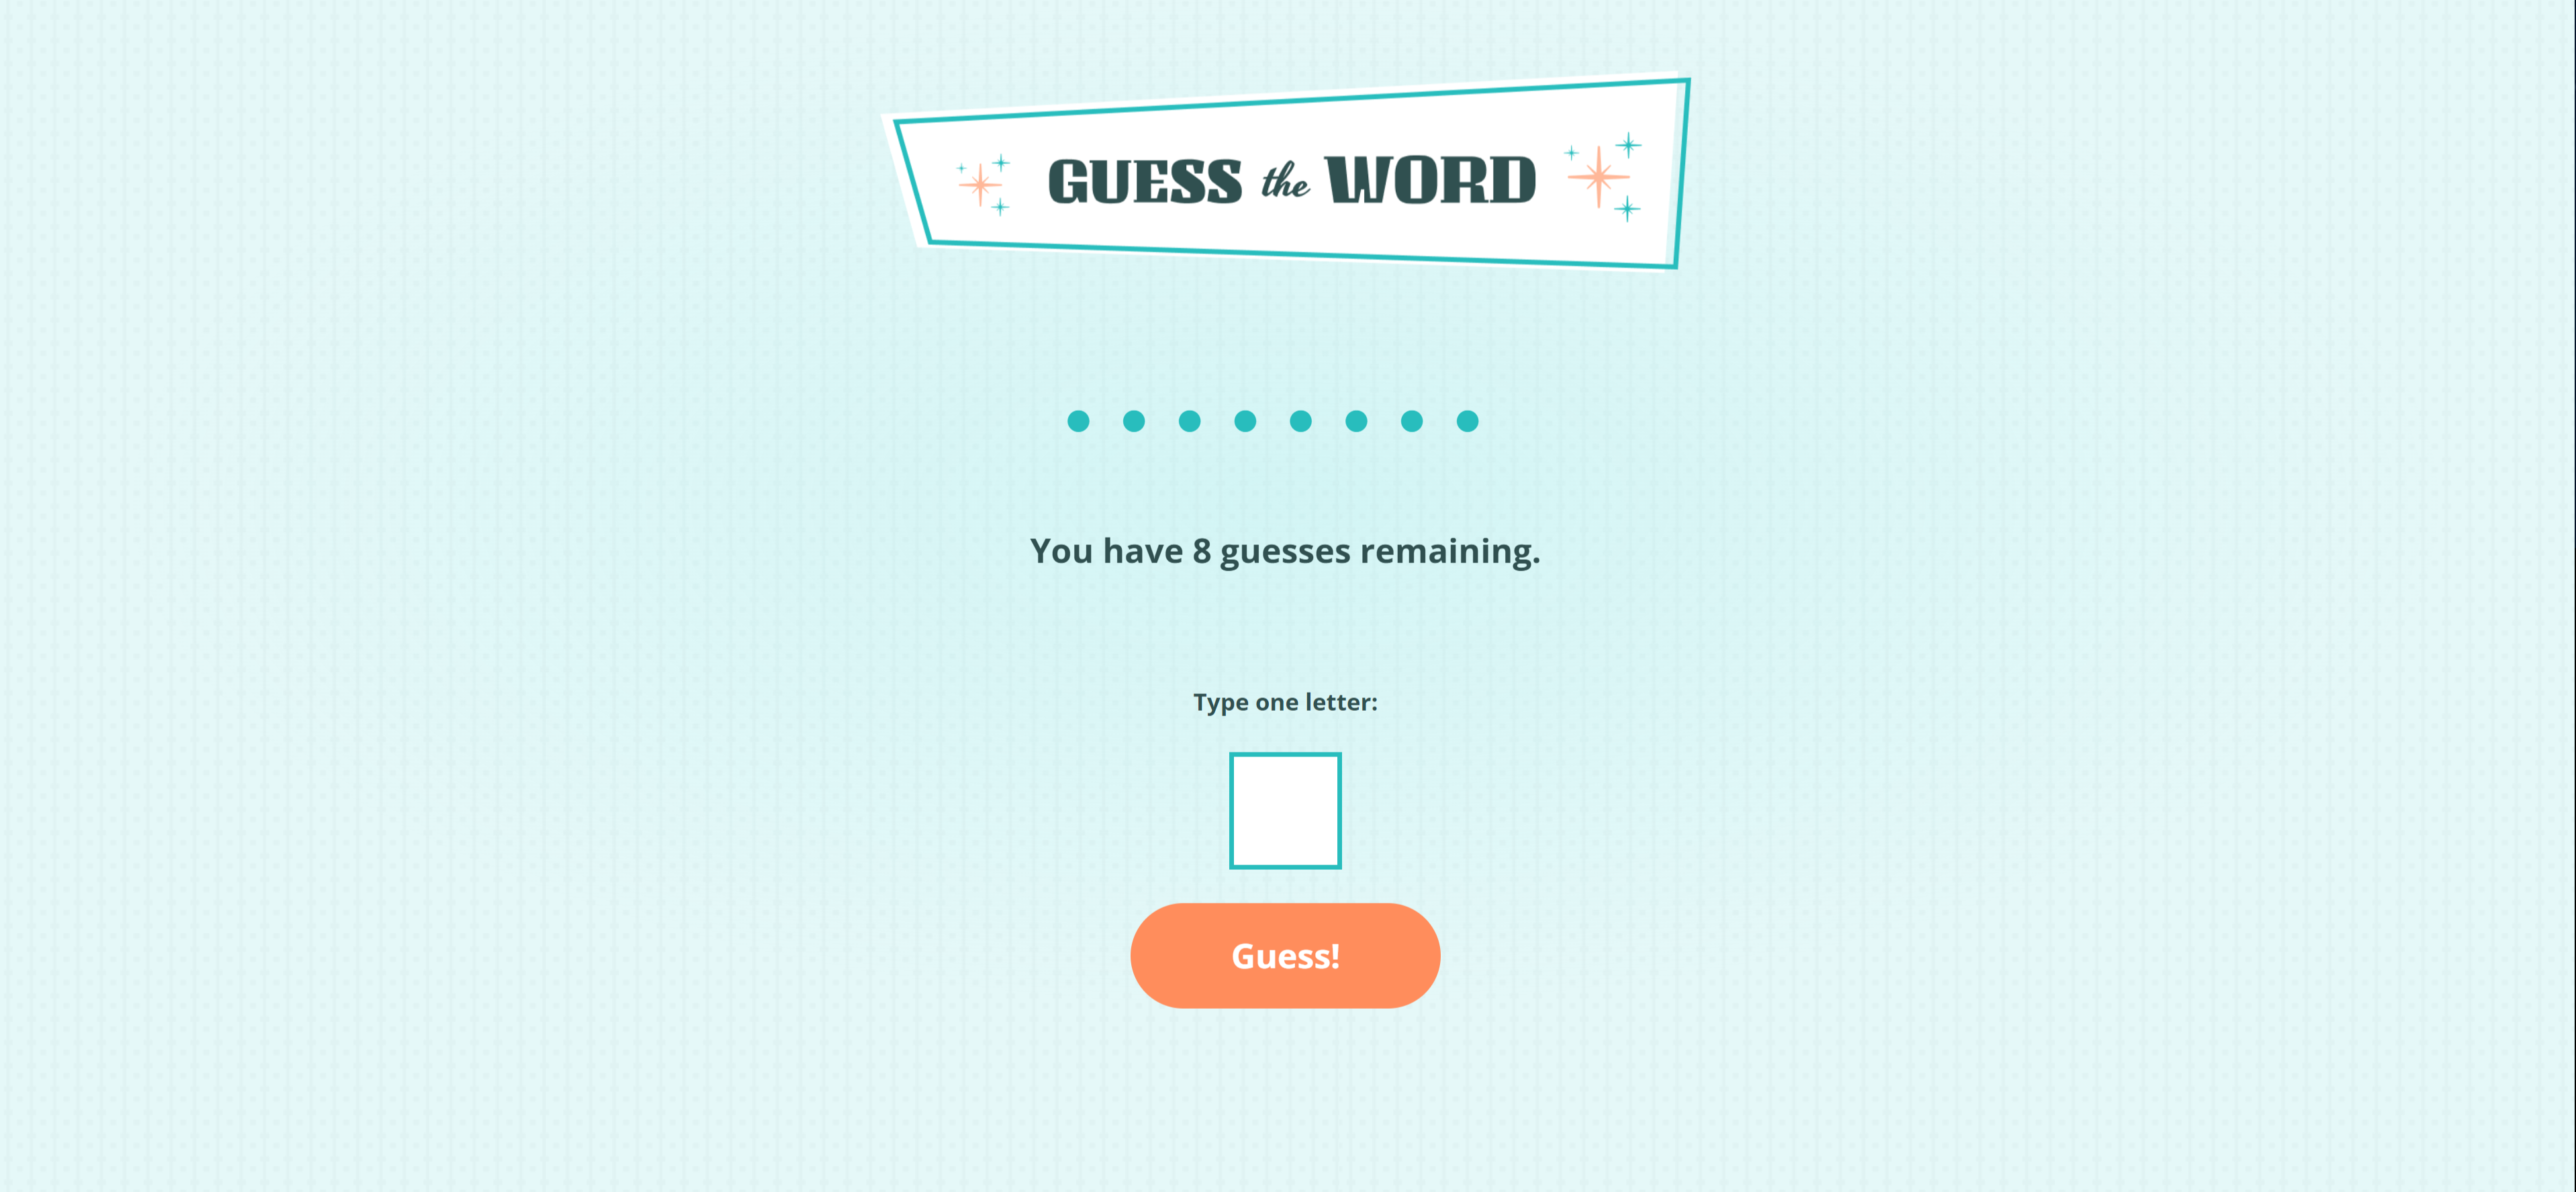 GUESS the WORD
● ● ● ● ● ● ● ●
You have 8 guesses remaining.
Type one letter:
Guess!